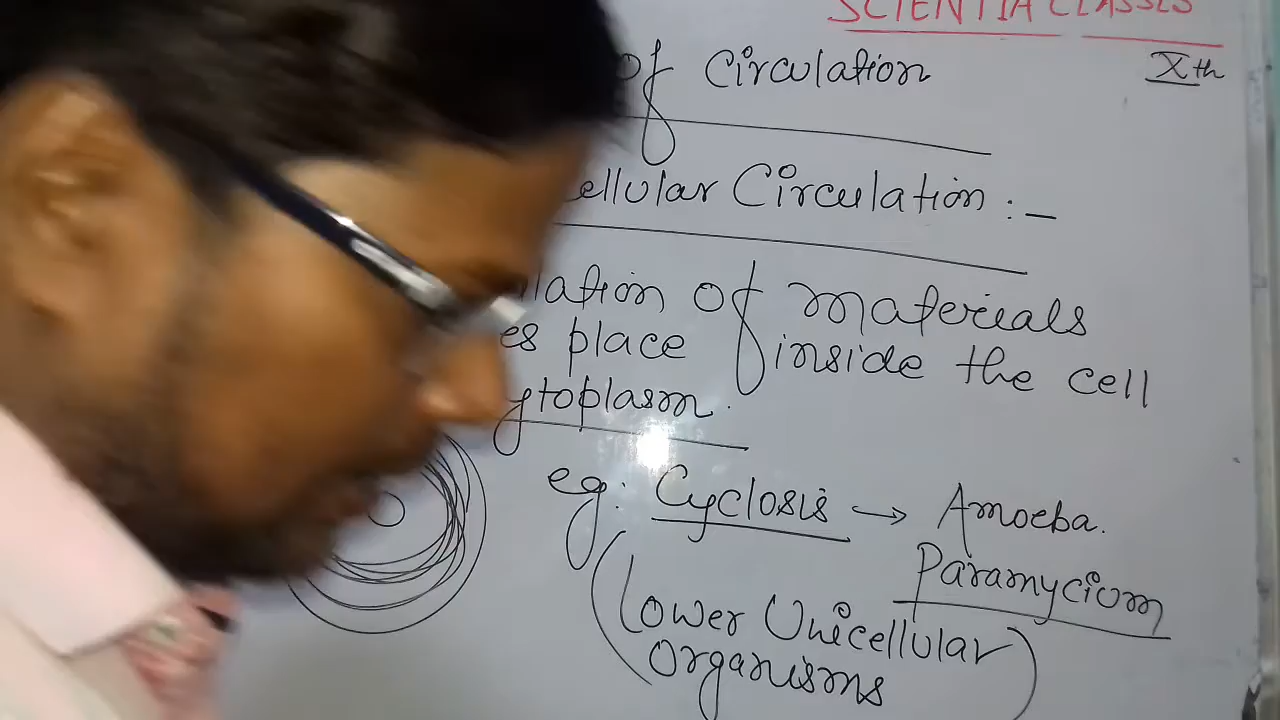 SCIENTIA CLASSES
Xth
of Circulation
ellular Circulation :-
lation of materials
es place inside the cell
ytoplasm.
eg: Cyclosis → Amoeba.
Paramycium
(Lower Unicellular
Organisms)